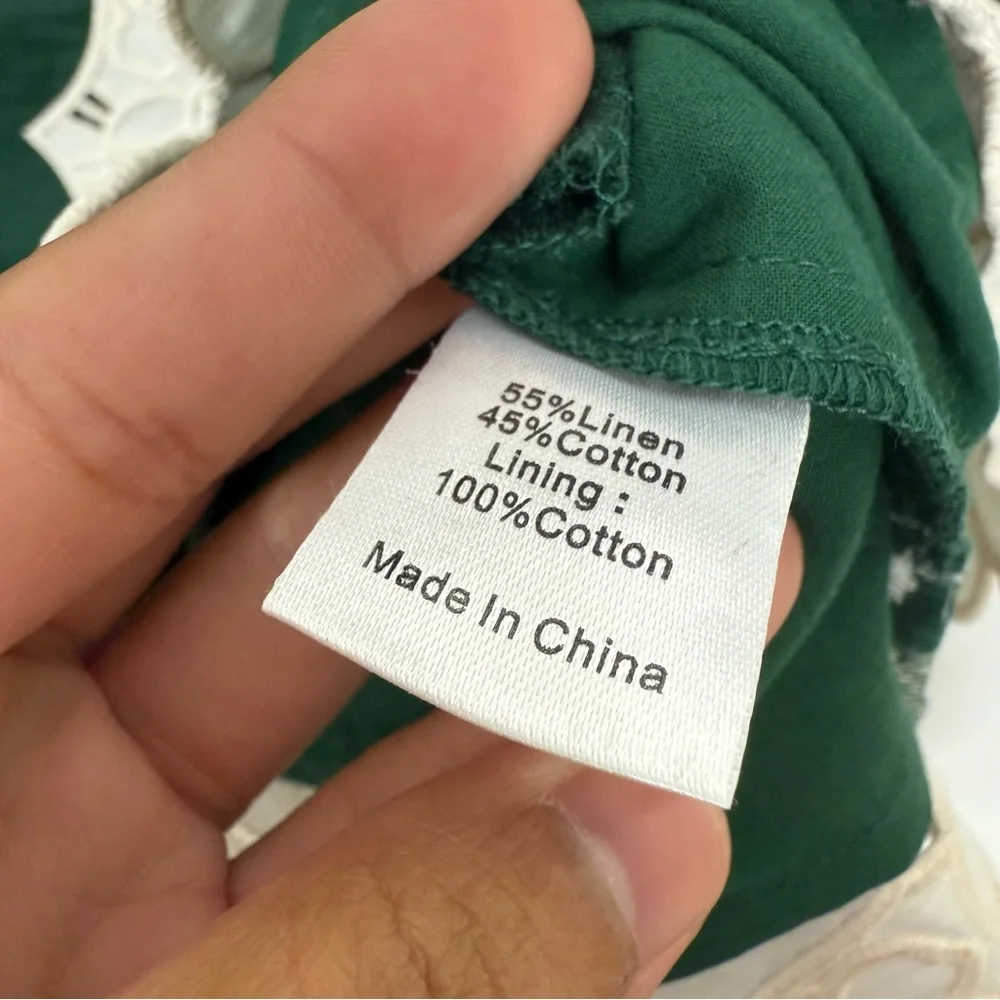 55%Linen
45%Cotton
Lining :
100%Cotton
Made In China